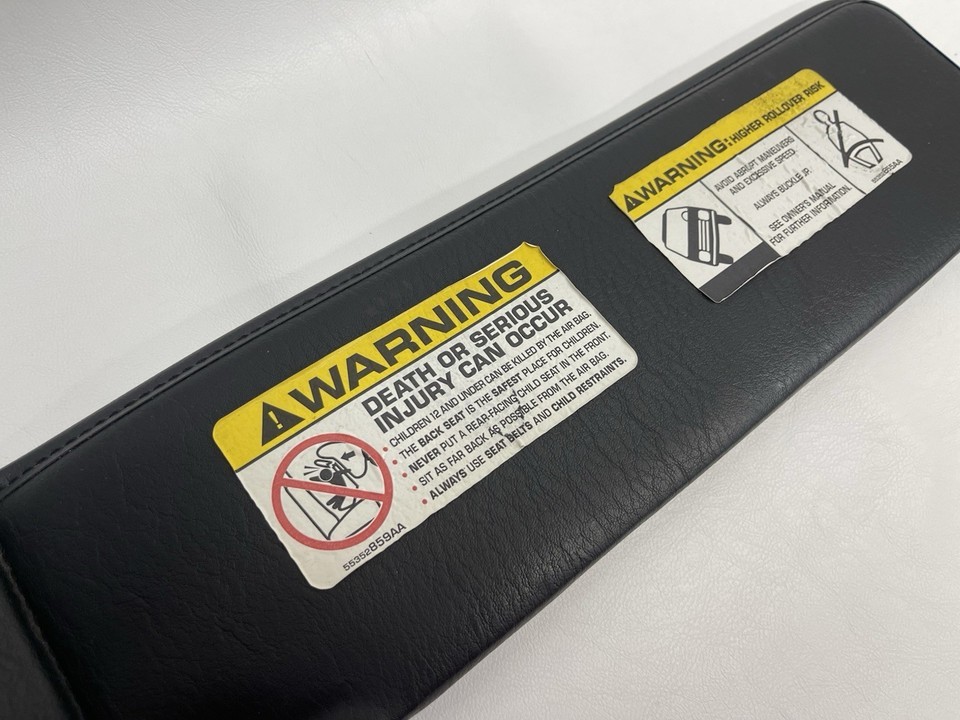 WARNING
DEATH OR SERIOUS
INJURY CAN OCCUR
• CHILDREN 12 AND UNDER CAN BE KILLED BY THE AIR BAG.
• THE BACK SEAT IS THE SAFEST PLACE FOR CHILDREN.
• NEVER PUT A REAR-FACING CHILD SEAT IN THE FRONT.
• SIT AS FAR BACK AS POSSIBLE FROM THE AIR BAG.
• ALWAYS USE SEAT BELTS AND CHILD RESTRAINTS.
55352859AA
WARNING: HIGHER ROLLOVER RISK
AVOID ABRUPT MANEUVERS
AND EXCESSIVE SPEED.
ALWAYS BUCKLE UP.
SEE OWNER'S MANUAL
FOR FURTHER INFORMATION.